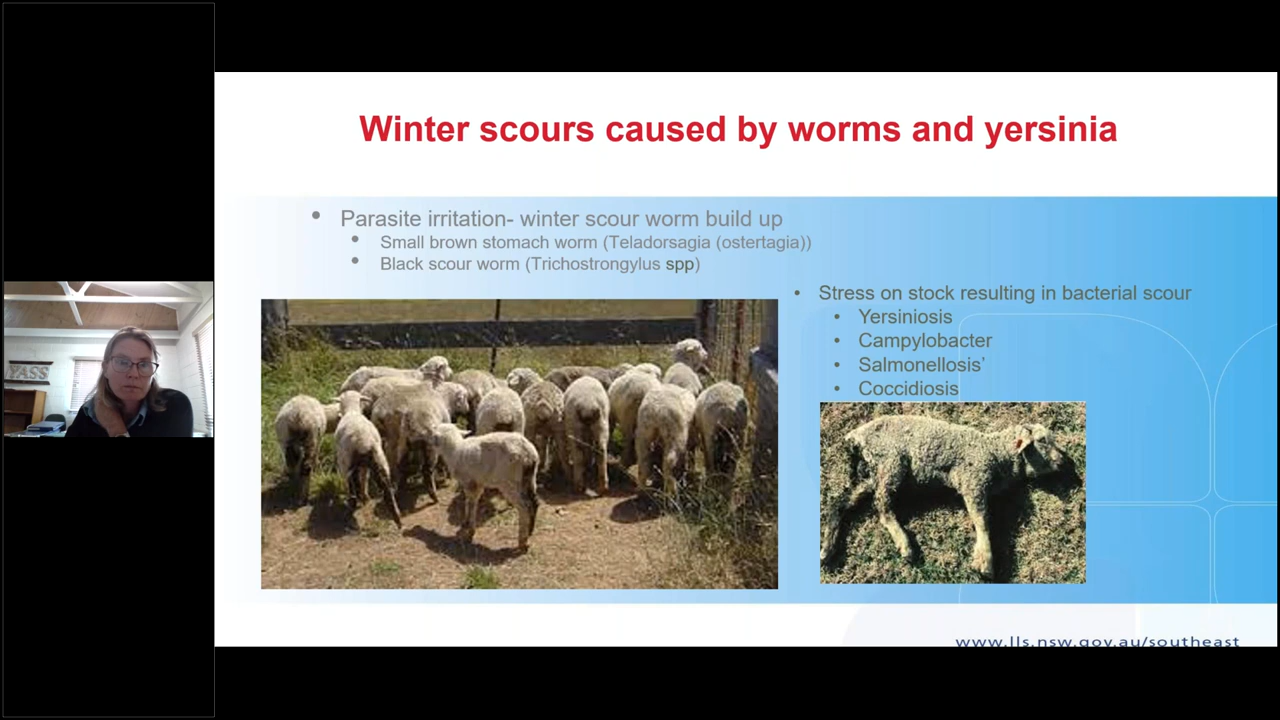 Winter scours caused by worms and yersinia
Parasite irritation- winter scour worm build up
Small brown stomach worm (Teladorsagia (ostertagia))
Black scour worm (Trichostrongylus spp)
Stress on stock resulting in bacterial scour
Yersiniosis
Campylobacter
Salmonellosis’
Coccidiosis
YASS
www.lls.nsw.gov.au/southeast